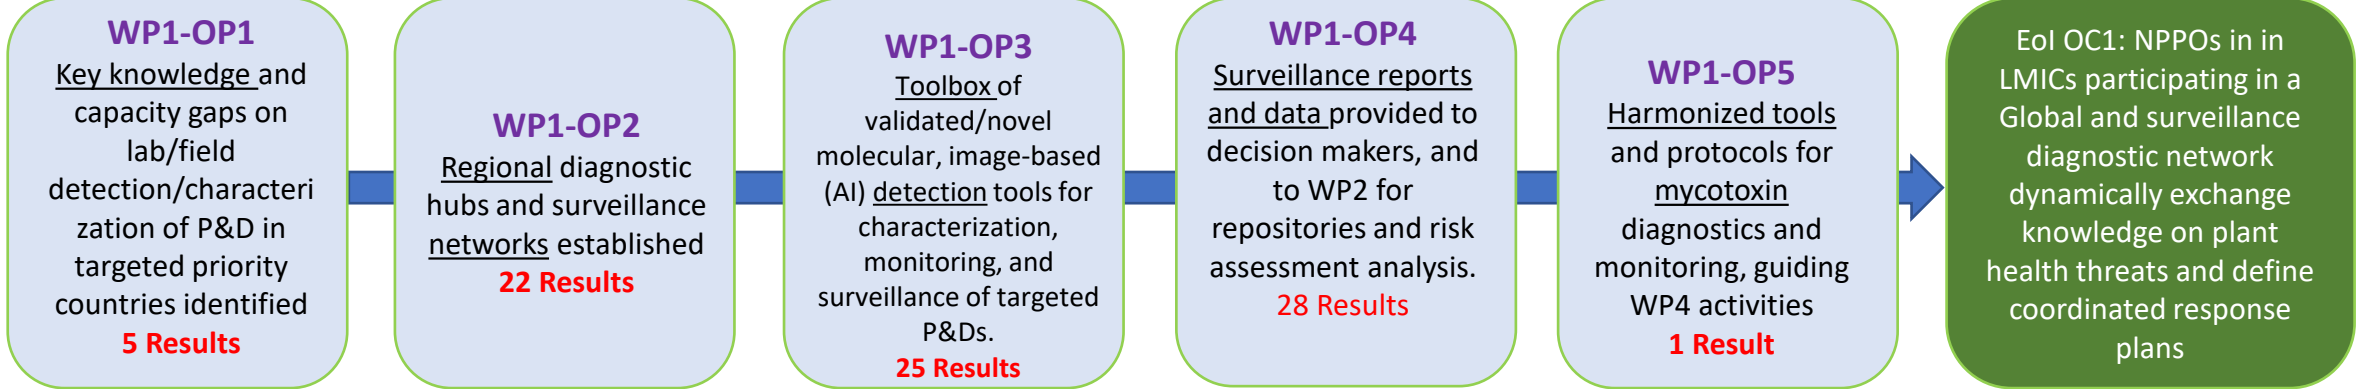 WP1-OP1
Key knowledge and
capacity gaps on
lab/field
detection/characteri
zation of P&D in
targeted priority
countries identified
5 Results
WP1-OP2
Regional diagnostic
hubs and surveillance
networks established
22 Results
WP1-OP3
Toolbox of
validated/novel
molecular, image-based
(AI) detection tools for
characterization,
monitoring, and
surveillance of targeted
P&Ds.
25 Results
WP1-OP4
Surveillance reports
and data provided to
decision makers, and
to WP2 for
repositories and risk
assessment analysis.
28 Results
WP1-OP5
Harmonized tools
and protocols for
mycotoxin
diagnostics and
monitoring, guiding
WP4 activities
1 Result
EoI OC1: NPPOs in in
LMICs participating in a
Global and surveillance
diagnostic network
dynamically exchange
knowledge on plant
health threats and define
coordinated response
plans